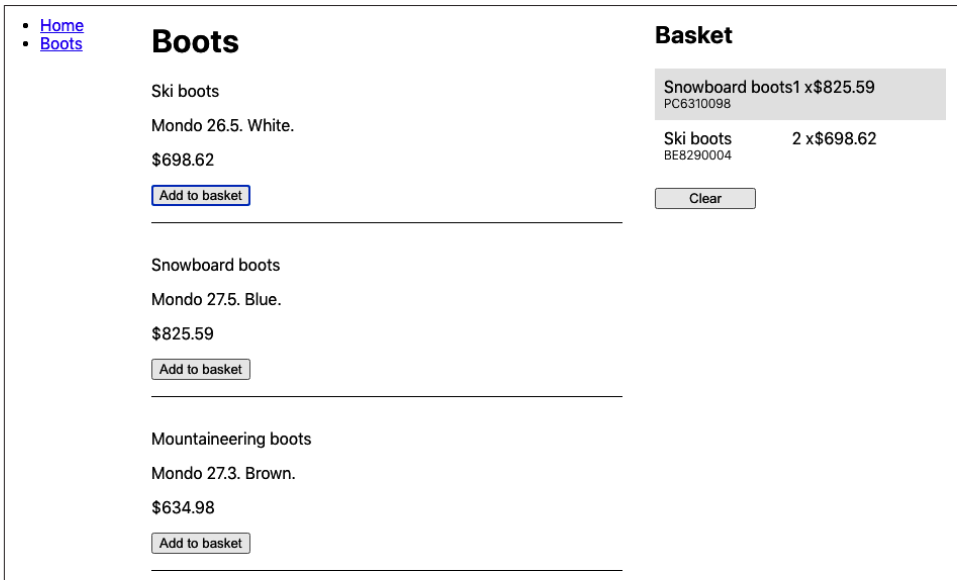 Home
Boots
Boots
Ski boots
Mondo 26.5. White.
$698.62
Add to basket
Snowboard boots
Mondo 27.5. Blue.
$825.59
Add to basket
Mountaineering boots
Mondo 27.3. Brown.
$634.98
Add to basket
Basket
Snowboard boots1 x$825.59
PC6310098
Ski boots 2 x$698.62
BE8290004
Clear